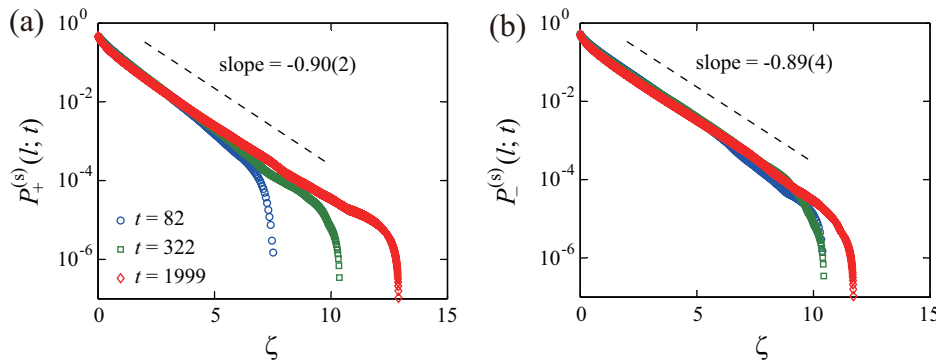 (a)
10^0
10^-2
10^-4
10^-6
P_+^(s)(l; t)
slope = -0.90(2)
t = 82
t = 322
t = 1999
0 5 10 15
ζ
(b)
10^0
10^-2
10^-4
10^-6
P_-^(s)(l; t)
slope = -0.89(4)
0 5 10 15
ζ